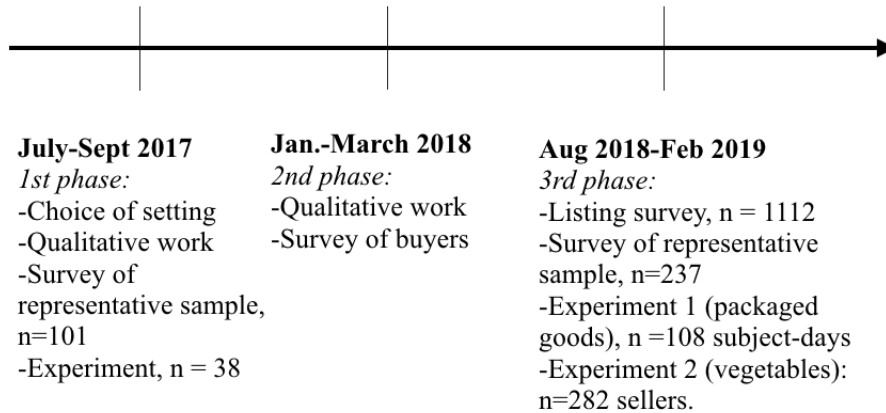 July-Sept 2017
1st phase:
-Choice of setting
-Qualitative work
-Survey of
representative sample,
n=101
-Experiment, n = 38
Jan.-March 2018
2nd phase:
-Qualitative work
-Survey of buyers
Aug 2018-Feb 2019
3rd phase:
-Listing survey, n = 1112
-Survey of representative
sample, n=237
-Experiment 1 (packaged
goods), n =108 subject-days
-Experiment 2 (vegetables):
n=282 sellers.